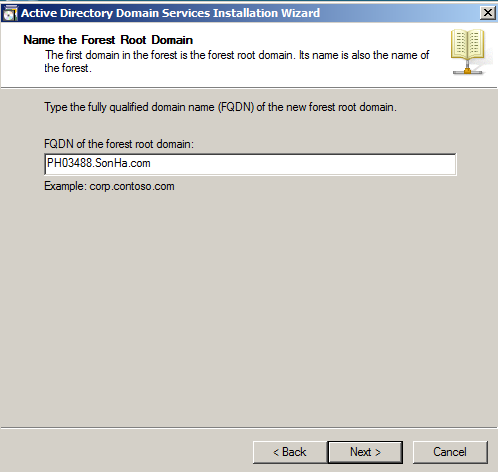 Active Directory Domain Services Installation Wizard
Name the Forest Root Domain
The first domain in the forest is the forest root domain. Its name is also the name of
the forest.
Type the fully qualified domain name (FQDN) of the new forest root domain.
FQDN of the forest root domain:
PH03488.SonHa.com
Example: corp.contoso.com
< Back
Next >
Cancel